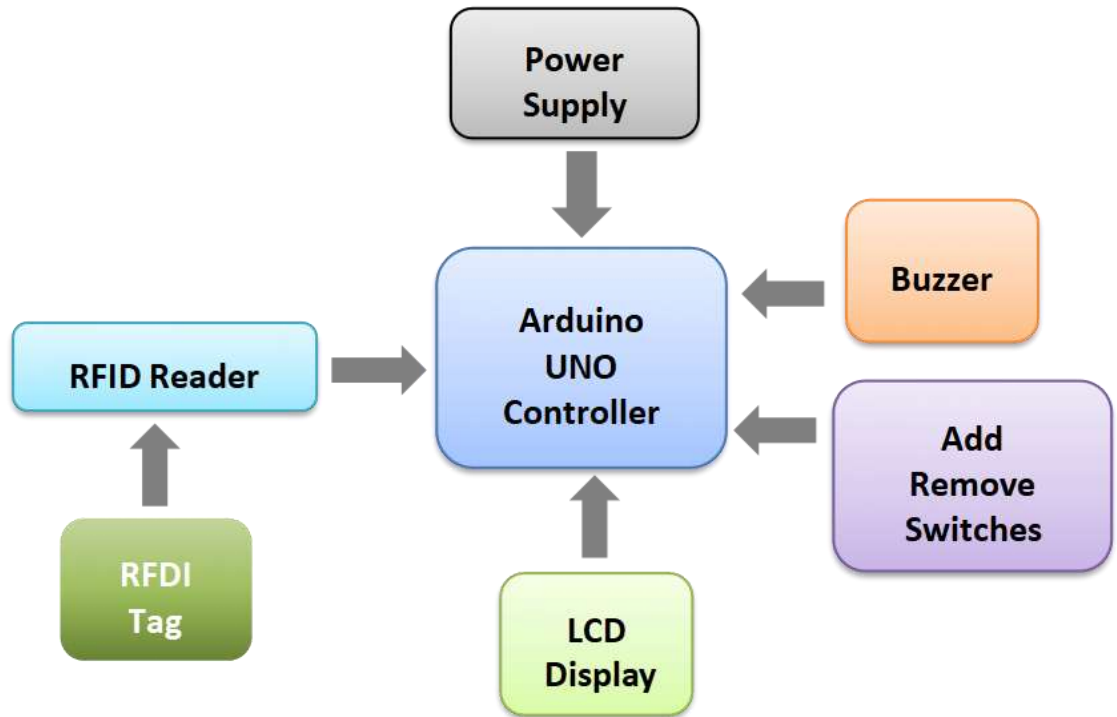 Power
Supply
Buzzer
Arduino
UNO
Controller
RFID Reader
Add
Remove
Switches
RFDI
Tag
LCD
Display